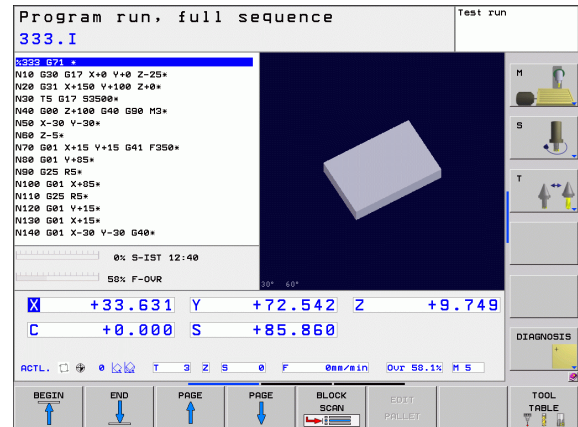 Program run, full sequence
Test run
333.I
%333 G71 *
N10 G30 G17 X+0 Y+0 Z-25*
N20 G31 X+150 Y+100 Z+0*
N30 T5 G17 S3500*
N40 G00 Z+100 G40 G90 M3*
N50 X-30 Y-30*
N60 Z-5*
N70 G01 X+15 Y+15 G41 F350*
N80 G01 Y+85*
N90 G25 R5*
N100 G01 X+85*
N110 G25 R5*
N120 G01 Y+15*
N130 G01 X+15*
N140 G01 X-30 Y-30 G40*
0% S-IST 12:40
58% F-OVR
30° 60°
X +33.631 Y +72.542 Z +9.749
C +0.000 S +85.860
ACTL. 0 T 3 Z S 0 F 0mm/min Ovr 58.1% M 5
M
S
T
DIAGNOSIS
BEGIN
END
PAGE
PAGE
BLOCK SCAN
EDIT PALLET
TOOL TABLE